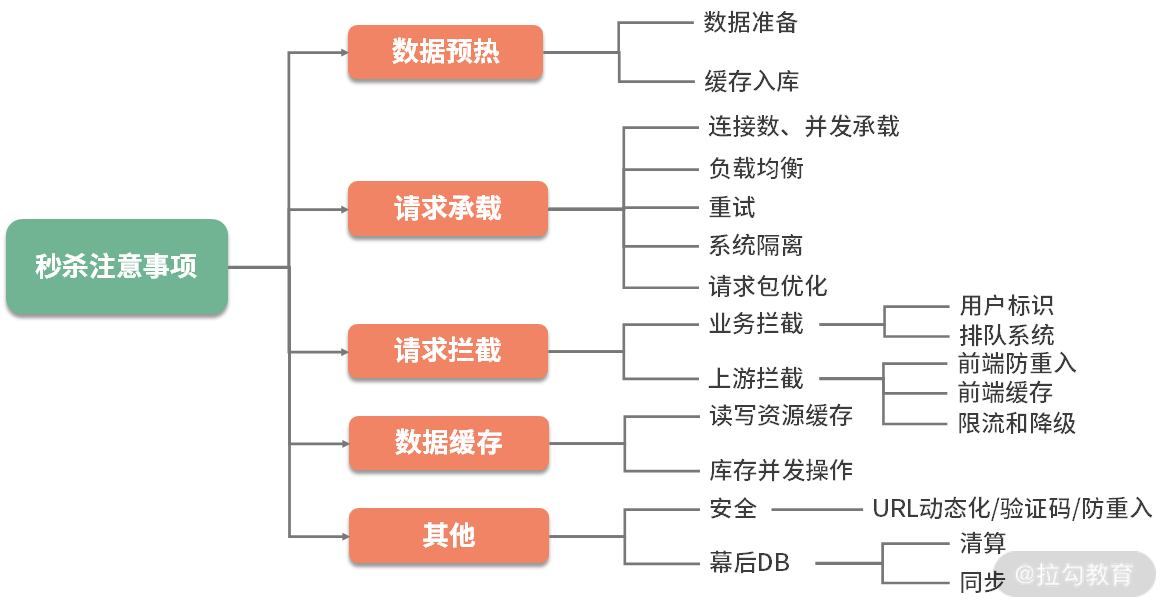 数据准备
数据预热
缓存入库
连接数、并发承载
负载均衡
请求承载
重试
系统隔离
秒杀注意事项
请求包优化
用户标识
业务拦截
排队系统
请求拦截
前端防重入
上游拦截
前端缓存
读写资源缓存
限流和降级
数据缓存
库存并发操作
安全
URL动态化/验证码/防重入
其他
清算
幕后DB
同步
@拉勾教育